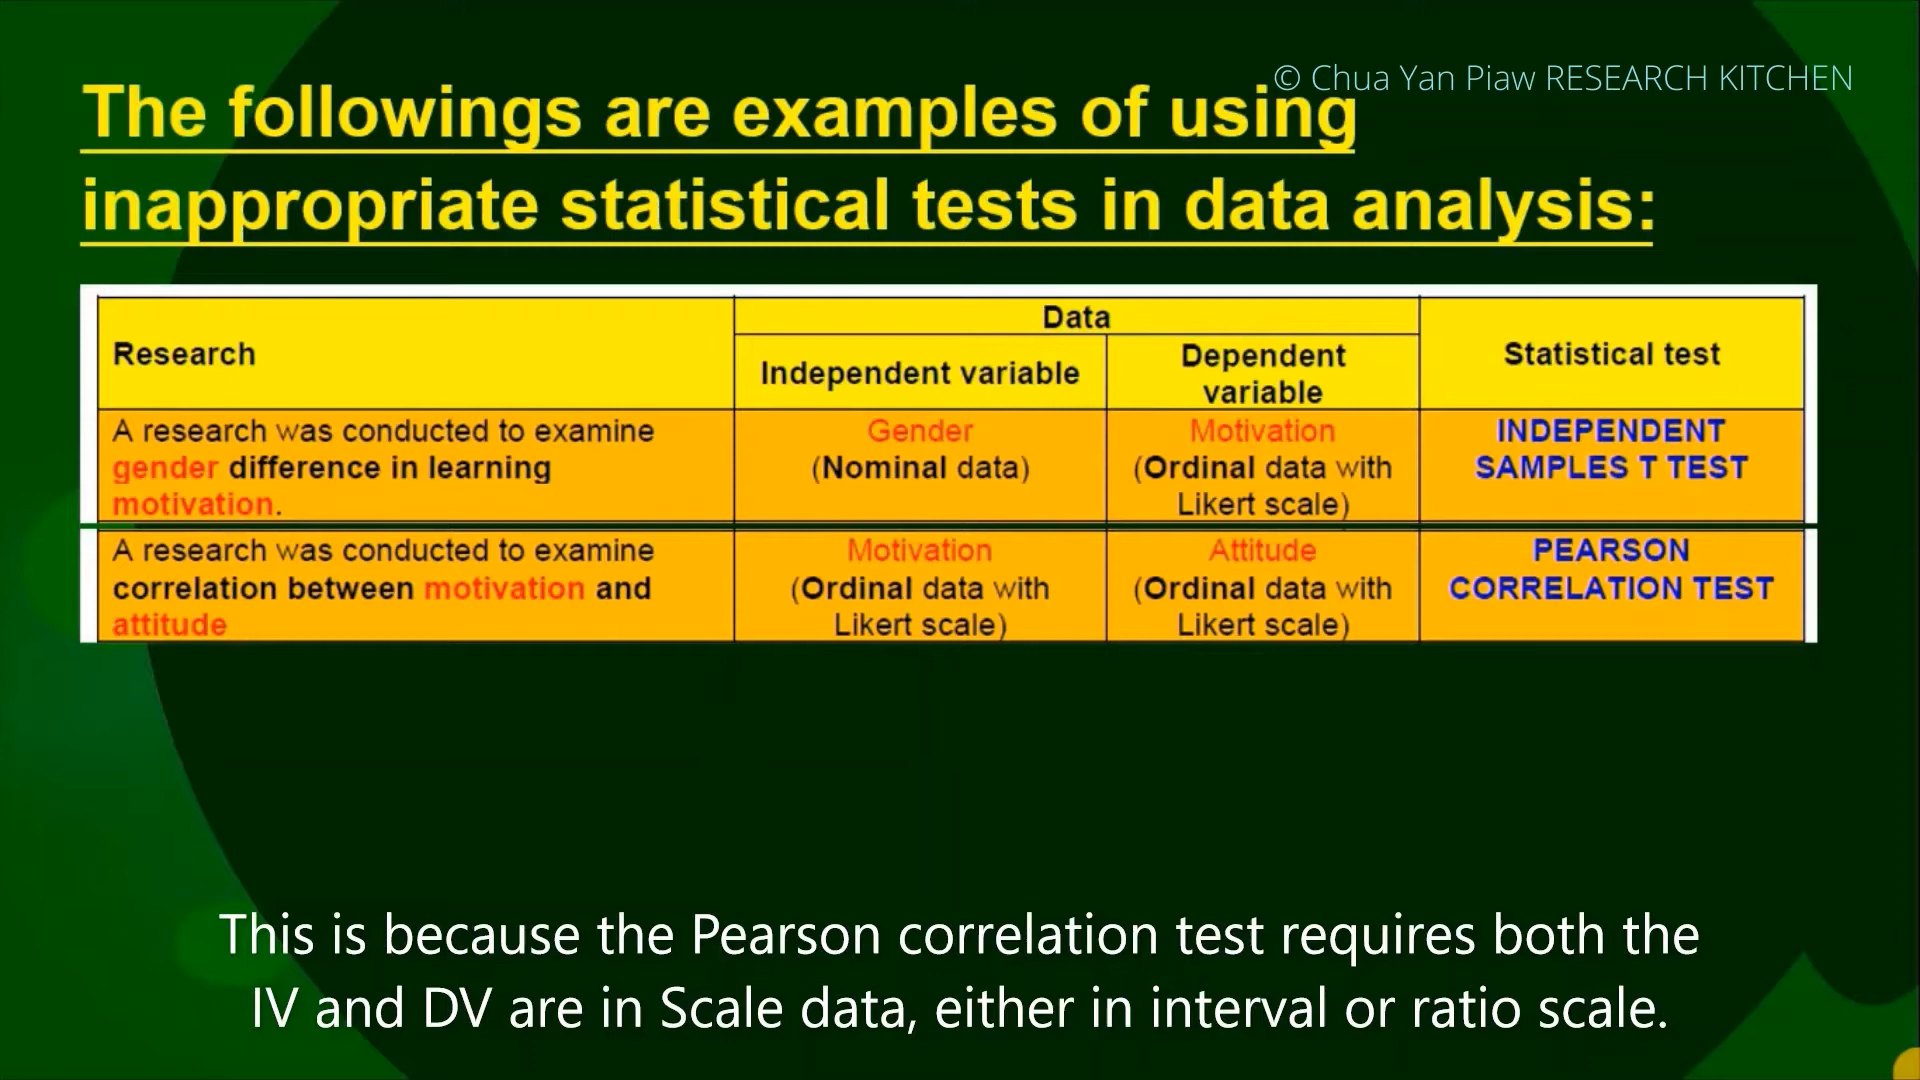 © Chua Yan Piaw RESEARCH KITCHEN
The followings are examples of using
inappropriate statistical tests in data analysis:
Research
Data
Independent variable
Dependent
variable
Statistical test
A research was conducted to examine
gender difference in learning
motivation.
Gender
(Nominal data)
Motivation
(Ordinal data with
Likert scale)
INDEPENDENT
SAMPLES T TEST
A research was conducted to examine
correlation between motivation and
attitude
Motivation
(Ordinal data with
Likert scale)
Attitude
(Ordinal data with
Likert scale)
PEARSON
CORRELATION TEST
This is because the Pearson correlation test requires both the
IV and DV are in Scale data, either in interval or ratio scale.